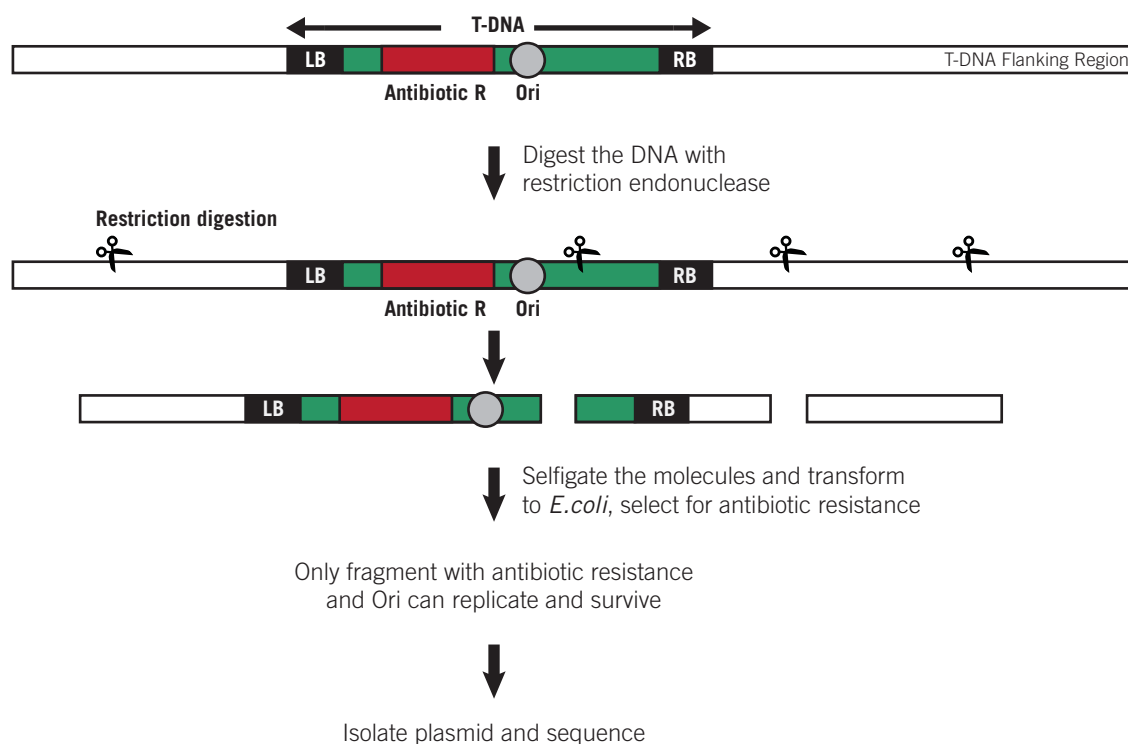 T-DNA
LB
RB
T-DNA Flanking Region
Antibiotic R
Ori
Digest the DNA with
restriction endonuclease
Restriction digestion
LB
RB
Antibiotic R
Ori
LB
RB
Selfigate the molecules and transform
to E.coli, select for antibiotic resistance
Only fragment with antibiotic resistance
and Ori can replicate and survive
Isolate plasmid and sequence